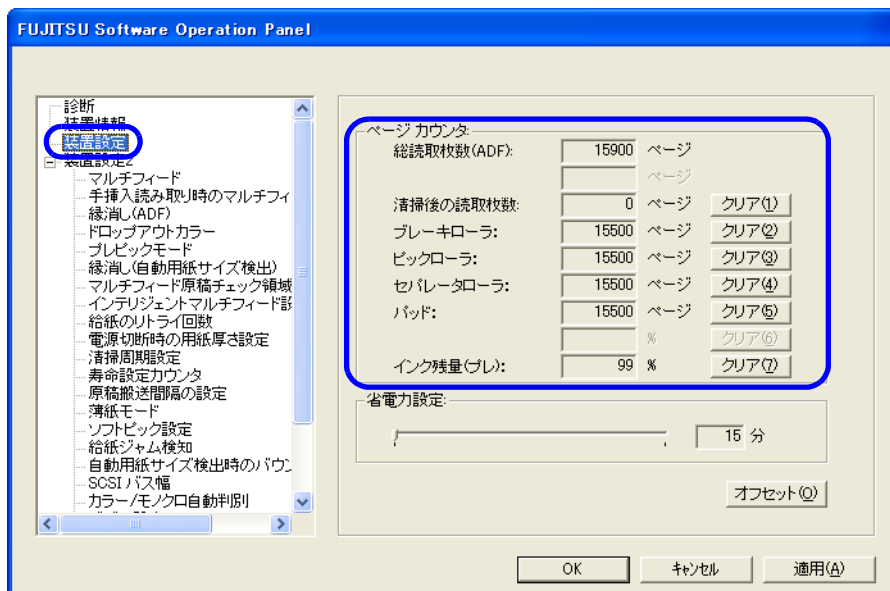 FUJITSU Software Operation Panel
診断
装置情報
装置設定
装置設定2
マルチフィード
手挿入読み取り時のマルチフィ
縁消し(ADF)
ドロップアウトカラー
プレピックモード
縁消し(自動用紙サイズ検出)
マルチフィード原稿チェック領域
インテリジェントマルチフィード設
給紙のリトライ回数
電源切断時の用紙厚さ設定
清掃周期設定
寿命設定カウンタ
原稿搬送間隔の設定
薄紙モード
ソフトピック設定
給紙ジャム検知
自動用紙サイズ検出時のバウン
SCSI バス幅
カラー/モノクロ自動判別
ページ カウンタ:
総読取枚数(ADF): 15900 ページ
ページ
清掃後の読取枚数: 0 ページ クリア(1)
ブレーキローラ: 15500 ページ クリア(2)
ピックローラ: 15500 ページ クリア(3)
セパレータローラ: 15500 ページ クリア(4)
パッド: 15500 ページ クリア(5)
% クリア(6)
インク残量(プレ): 99 % クリア(7)
省電力設定:
15 分
オフセット(O)
OK キャンセル 適用(A)